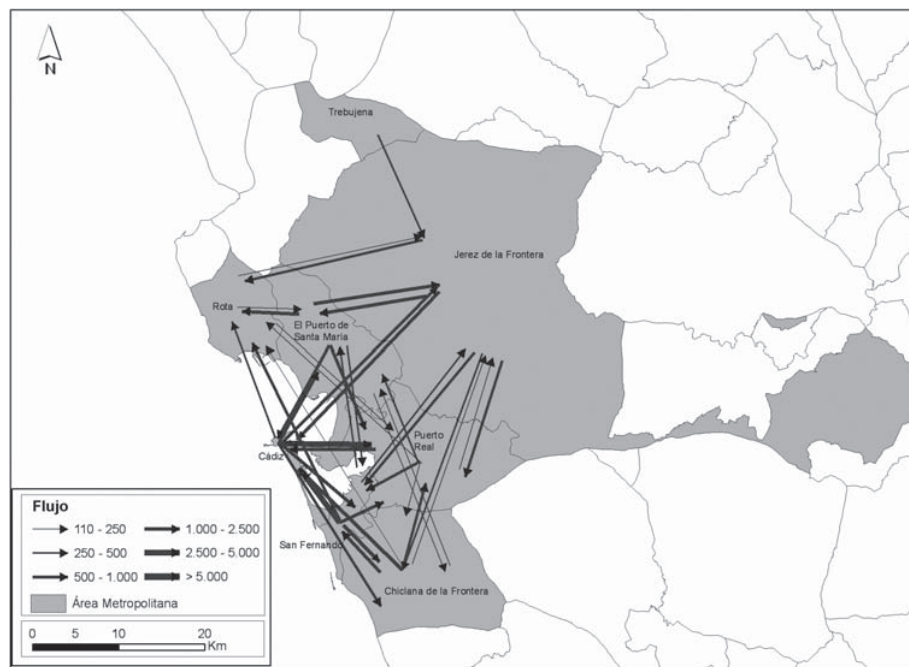 N
Trebujena
Jerez de la Frontera
Rota
El Puerto de
Santa Maria
Puerto
Real
Cádiz
San Fernando
Chiclana de la Frontera
Flujo
110 - 250
1.000 - 2.500
250 - 500
2.500 - 5.000
500 - 1.000
> 5.000
Área Metropolitana
0 5 10 20
Km